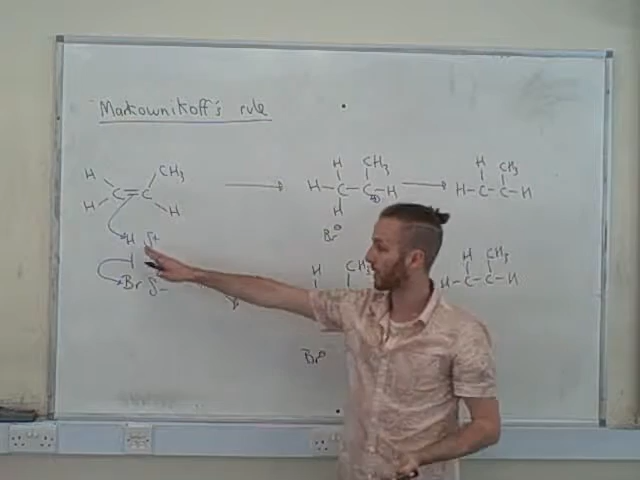 Markownikoff's rule
H CH₃ H CH₃ H CH₃
C=C H-C-C-H H-C-C-H
H H H ⊕
H δ+ Br⊖
Br δ-
H CH₃ H CH₃
H-C-C-H
Br⊖